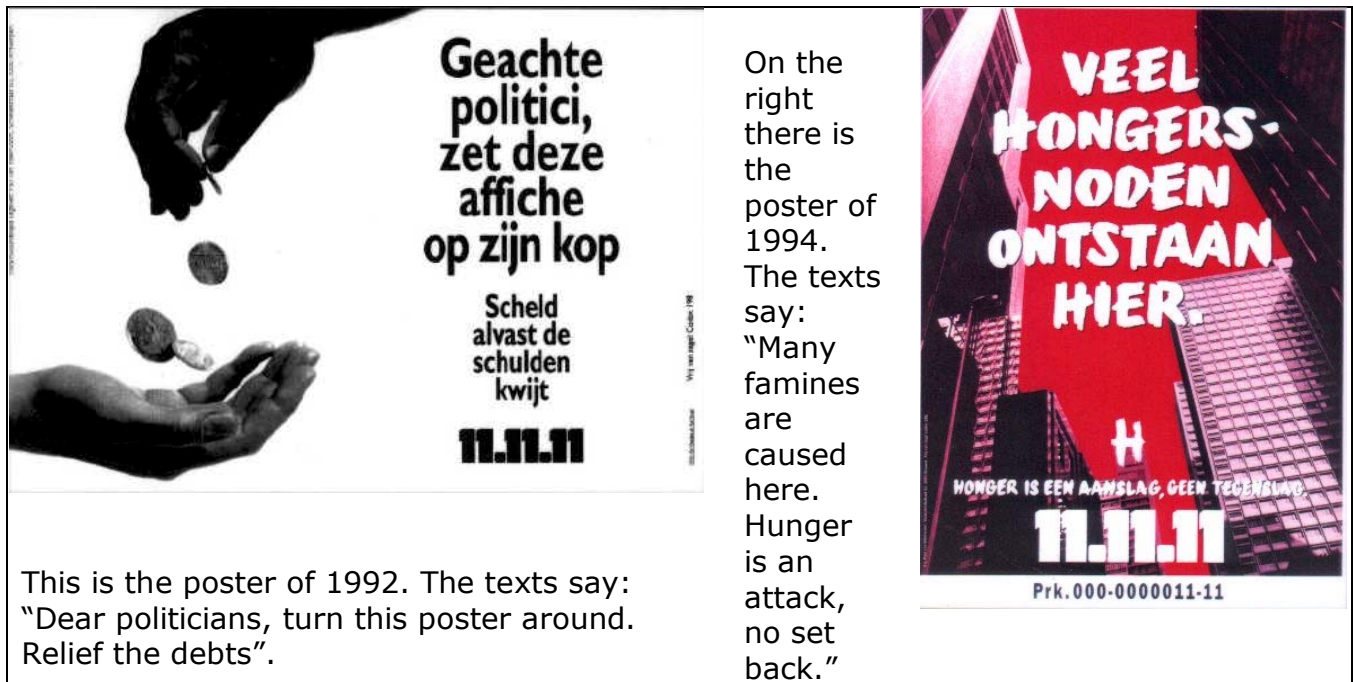 Geachte
politici,
zet deze
affiche
op zijn kop
Scheld
alvast de
schulden
kwijt
11.11.11
This is the poster of 1992. The texts say:
“Dear politicians, turn this poster around.
Relief the debts”.
On the
right
there is
the
poster of
1994.
The texts
say:
“Many
famines
are
caused
here.
Hunger
is an
attack,
no set
back.”
VEEL
HONGERS-
NODEN
ONTSTAAN
HIER.
H
HONGER IS EEN AANSLAG, GEEN TEGENSLAG.
11.11.11
Prk.000-0000011-11